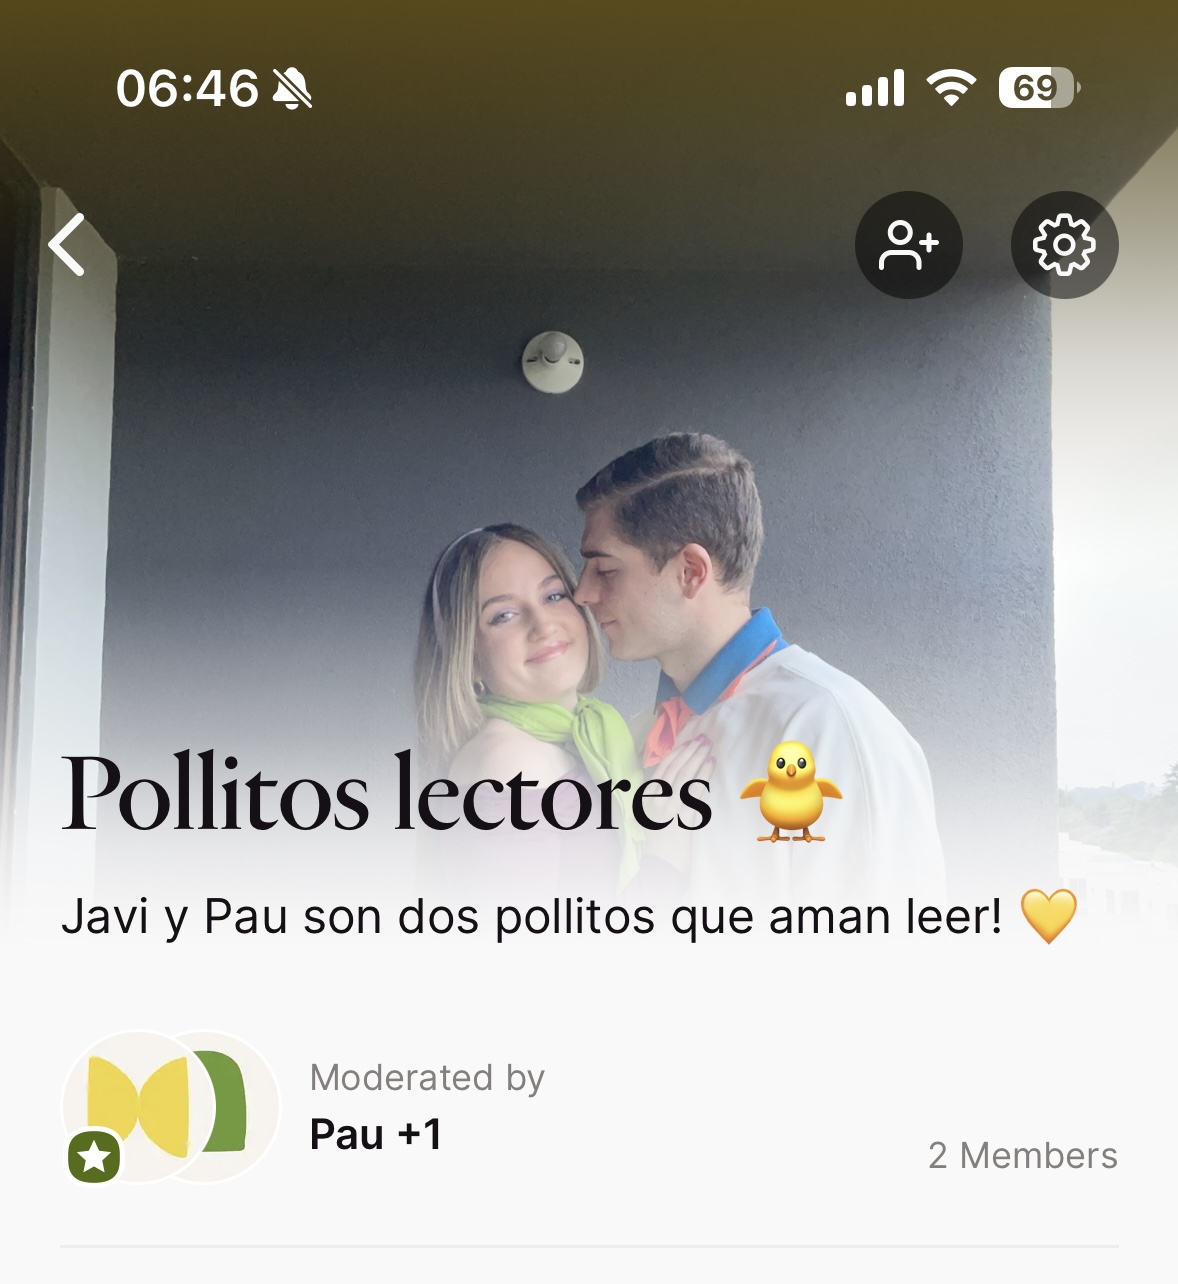 06:46
69
Pollitos lectores 🐥
Javi y Pau son dos pollitos que aman leer! 💛
Moderated by
Pau +1
2 Members